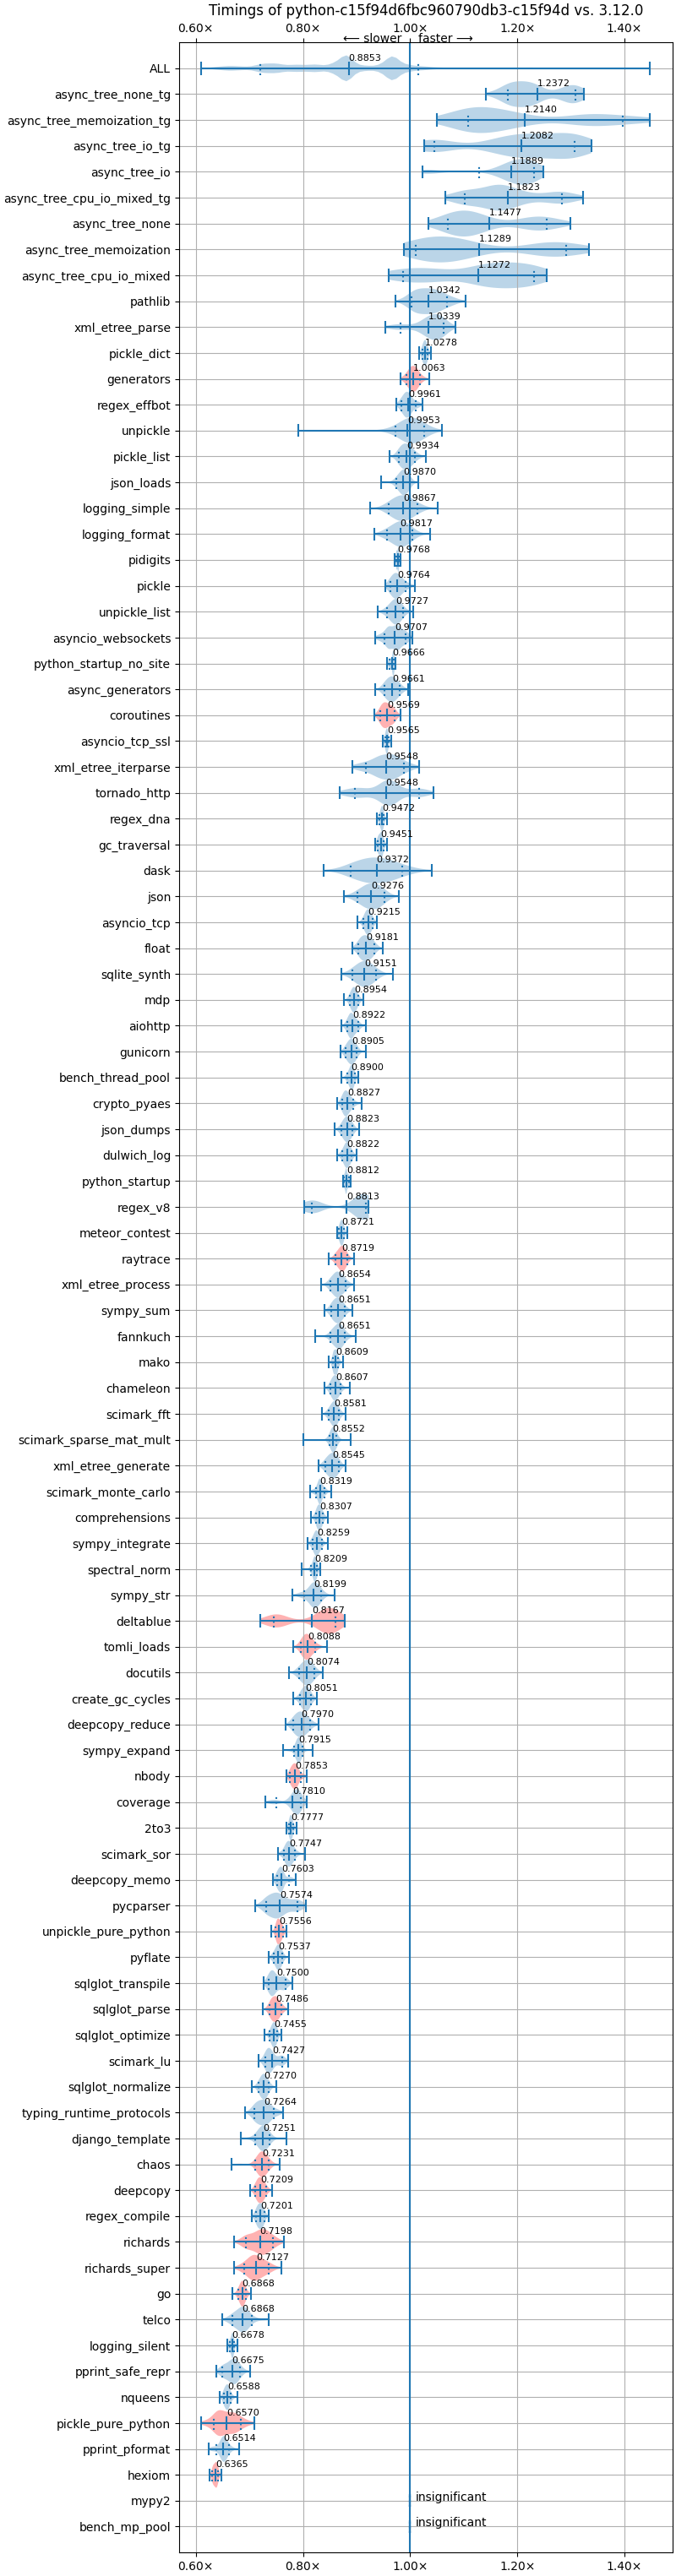 Timings of python-c15f94d6fbc960790db3-c15f94d vs. 3.12.0
0.60× 0.80× 1.00× 1.20× 1.40×
⟵ slower faster ⟶
ALL 0.8853
async_tree_none_tg 1.2372
async_tree_memoization_tg 1.2140
async_tree_io_tg 1.2082
async_tree_io 1.1889
async_tree_cpu_io_mixed_tg 1.1823
async_tree_none 1.1477
async_tree_memoization 1.1289
async_tree_cpu_io_mixed 1.1272
pathlib 1.0342
xml_etree_parse 1.0339
pickle_dict 1.0278
generators 1.0063
regex_effbot 0.9961
unpickle 0.9953
pickle_list 0.9934
json_loads 0.9870
logging_simple 0.9867
logging_format 0.9817
pidigits 0.9768
pickle 0.9764
unpickle_list 0.9727
asyncio_websockets 0.9707
python_startup_no_site 0.9666
async_generators 0.9661
coroutines 0.9569
asyncio_tcp_ssl 0.9565
xml_etree_iterparse 0.9548
tornado_http 0.9548
regex_dna 0.9472
gc_traversal 0.9451
dask 0.9372
json 0.9276
asyncio_tcp 0.9215
float 0.9181
sqlite_synth 0.9151
mdp 0.8954
aiohttp 0.8922
gunicorn 0.8905
bench_thread_pool 0.8900
crypto_pyaes 0.8827
json_dumps 0.8823
dulwich_log 0.8822
python_startup 0.8812
regex_v8 0.8813
meteor_contest 0.8721
raytrace 0.8719
xml_etree_process 0.8654
sympy_sum 0.8651
fannkuch 0.8651
mako 0.8609
chameleon 0.8607
scimark_fft 0.8581
scimark_sparse_mat_mult 0.8552
xml_etree_generate 0.8545
scimark_monte_carlo 0.8319
comprehensions 0.8307
sympy_integrate 0.8259
spectral_norm 0.8209
sympy_str 0.8199
deltablue 0.8167
tomli_loads 0.8088
docutils 0.8074
create_gc_cycles 0.8051
deepcopy_reduce 0.7970
sympy_expand 0.7915
nbody 0.7853
coverage 0.7810
2to3 0.7777
scimark_sor 0.7747
deepcopy_memo 0.7603
pycparser 0.7574
unpickle_pure_python 0.7556
pyflate 0.7537
sqlglot_transpile 0.7500
sqlglot_parse 0.7486
sqlglot_optimize 0.7455
scimark_lu 0.7427
sqlglot_normalize 0.7270
typing_runtime_protocols 0.7264
django_template 0.7251
chaos 0.7231
deepcopy 0.7209
regex_compile 0.7201
richards 0.7198
richards_super 0.7127
go 0.6868
telco 0.6868
logging_silent 0.6678
pprint_safe_repr 0.6675
nqueens 0.6588
pickle_pure_python 0.6570
pprint_pformat 0.6514
hexiom 0.6365
mypy2 insignificant
bench_mp_pool insignificant
0.60× 0.80× 1.00× 1.20× 1.40×